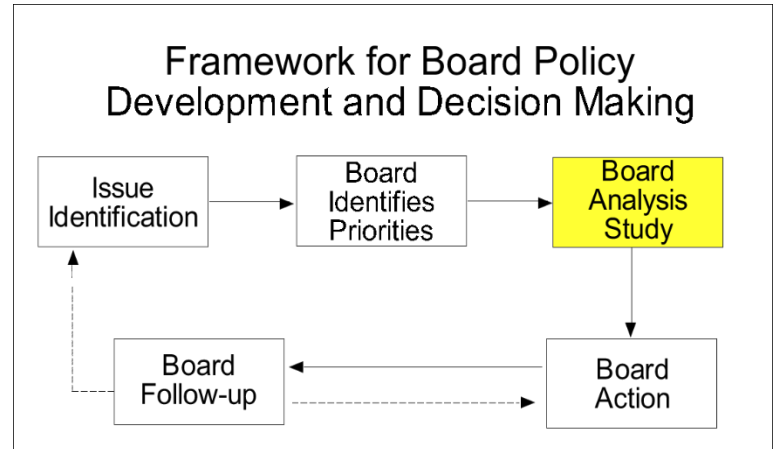 Framework for Board Policy
Development and Decision Making
Issue
Identification
Board
Identifies
Priorities
Board
Analysis
Study
Board
Follow-up
Board
Action